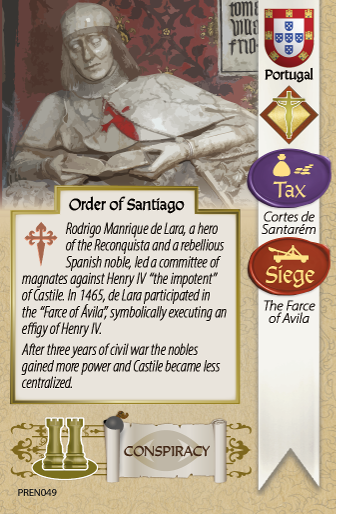 Order of Santiago
Rodrigo Manrique de Lara, a hero
of the Reconquista and a rebellious
Spanish noble, led a committee of
magnates against Henry IV “the impotent”
of Castile. In 1465, de Lara participated
in the “Farce of Ávila”, symbolically executing an
effigy of Henry IV.
After three years of civil war the nobles
gained more power and Castile became less
centralized.
CONSPIRACY
PREN049
Portugal
Tax
Cortes de
Santarém
Siege
The Farce
of Avila